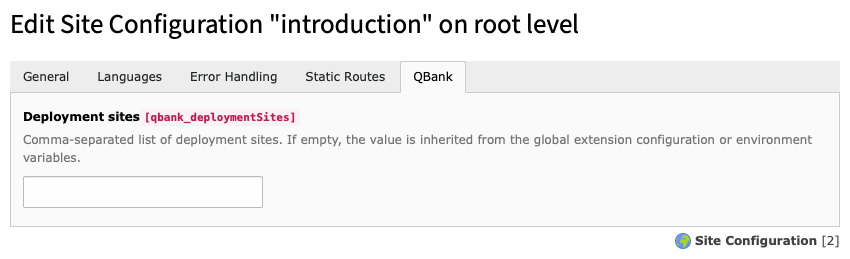 Edit Site Configuration "introduction" on root level
General Languages Error Handling Static Routes QBank
Deployment sites [qbank_deploymentSites]
Comma-separated list of deployment sites. If empty, the value is inherited from the global extension configuration or environment
variables.
Site Configuration [2]